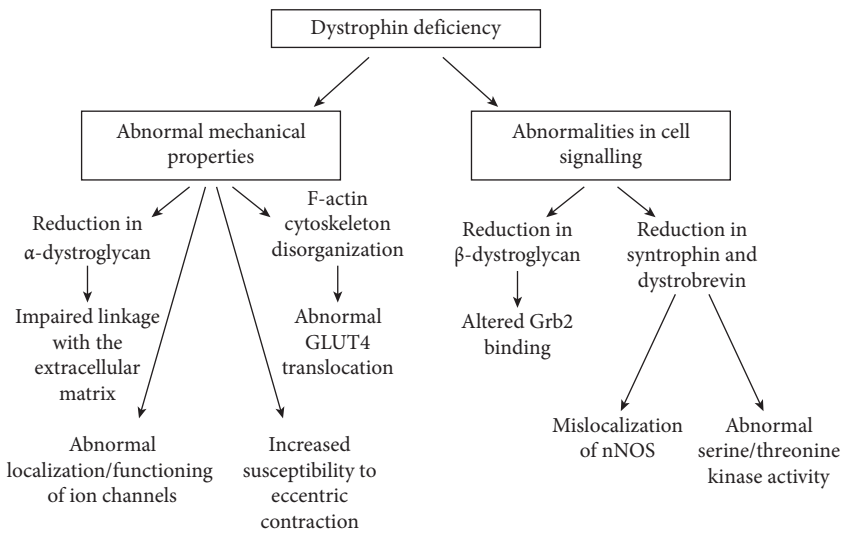 Dystrophin deficiency
Abnormal mechanical
properties
Abnormalities in cell
signalling
Reduction in
α-dystroglycan
F-actin
cytoskeleton
disorganization
Reduction in
β-dystroglycan
Reduction in
syntrophin and
dystrobrevin
Impaired linkage
with the
extracellular
matrix
Abnormal
GLUT4
translocation
Altered Grb2
binding
Abnormal
localization/functioning
of ion channels
Increased
susceptibility to
eccentric
contraction
Mislocalization
of nNOS
Abnormal
serine/threonine
kinase activity